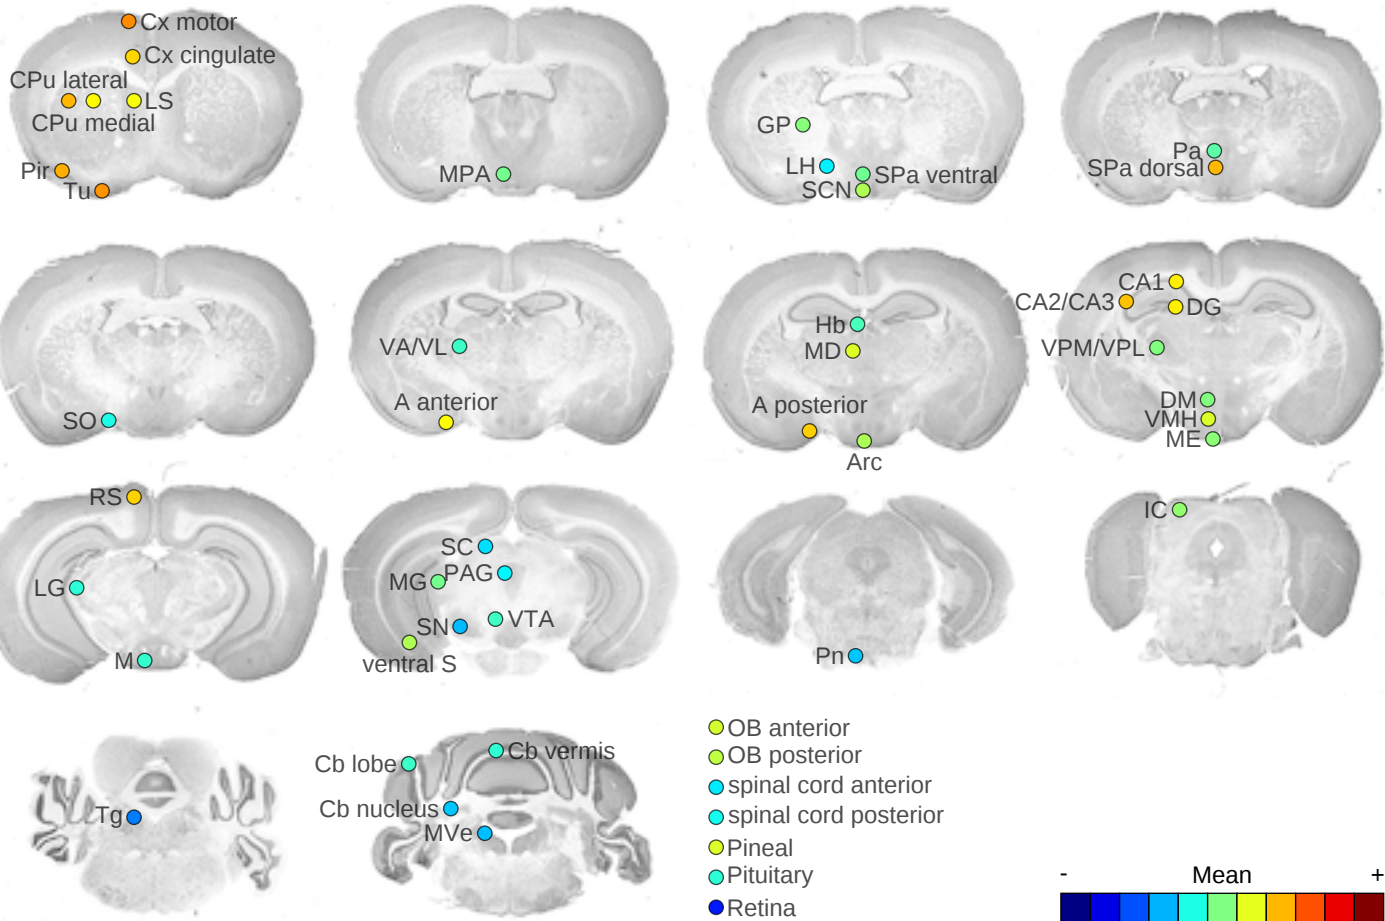 Cx motor
Cx cingulate
CPu lateral
LS
CPu medial
Pir
Tu
MPA
GP
LH
SPa ventral
SCN
Pa
SPa dorsal
SO
VA/VL
A anterior
Hb
MD
A posterior
Arc
CA1
CA2/CA3
DG
VPM/VPL
DM
VMH
ME
RS
LG
M
SC
PAG
MG
VTA
SN
ventral S
Pn
IC
Tg
Cb vermis
Cb lobe
Cb nucleus
MVe
OB anterior
OB posterior
spinal cord anterior
spinal cord posterior
Pineal
Pituitary
Retina
- Mean +